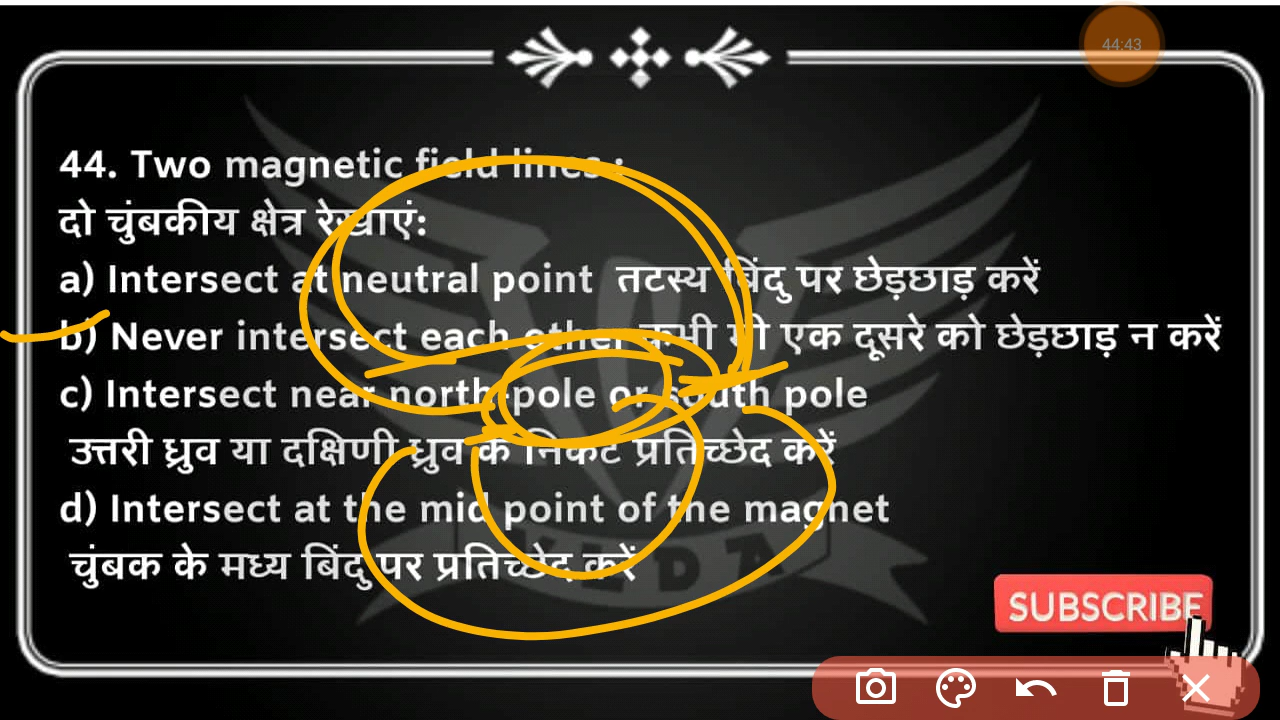 44:43
44. Two magnetic field lines :
दो चुंबकीय क्षेत्र रेखाएं:
a) Intersect at neutral point तटस्थ बिंदु पर छेड़छाड़ करें
b) Never intersect each other कभी भी एक दूसरे को छेड़छाड़ न करें
c) Intersect near north-pole or south pole
उत्तरी ध्रुव या दक्षिणी ध्रुव के निकट प्रतिच्छेद करें
d) Intersect at the mid point of the magnet
चुंबक के मध्य बिंदु पर प्रतिच्छेद करें
VEDA
SUBSCRIBE